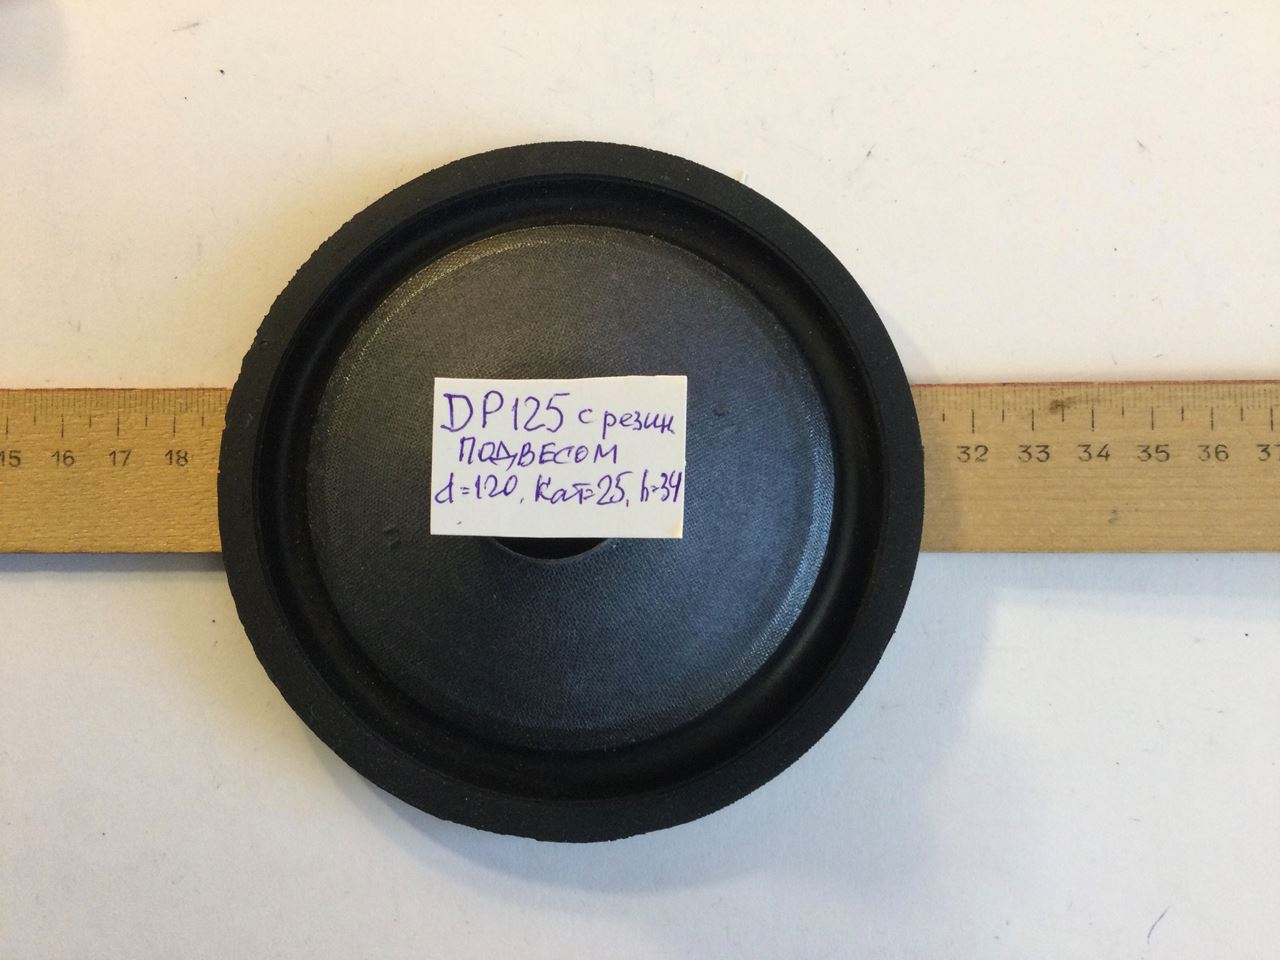 DP125 с резин
ПОДВЕСОМ
d=120, Кат=25, h=34
15 16 17 18
32 33 34 35 36 37